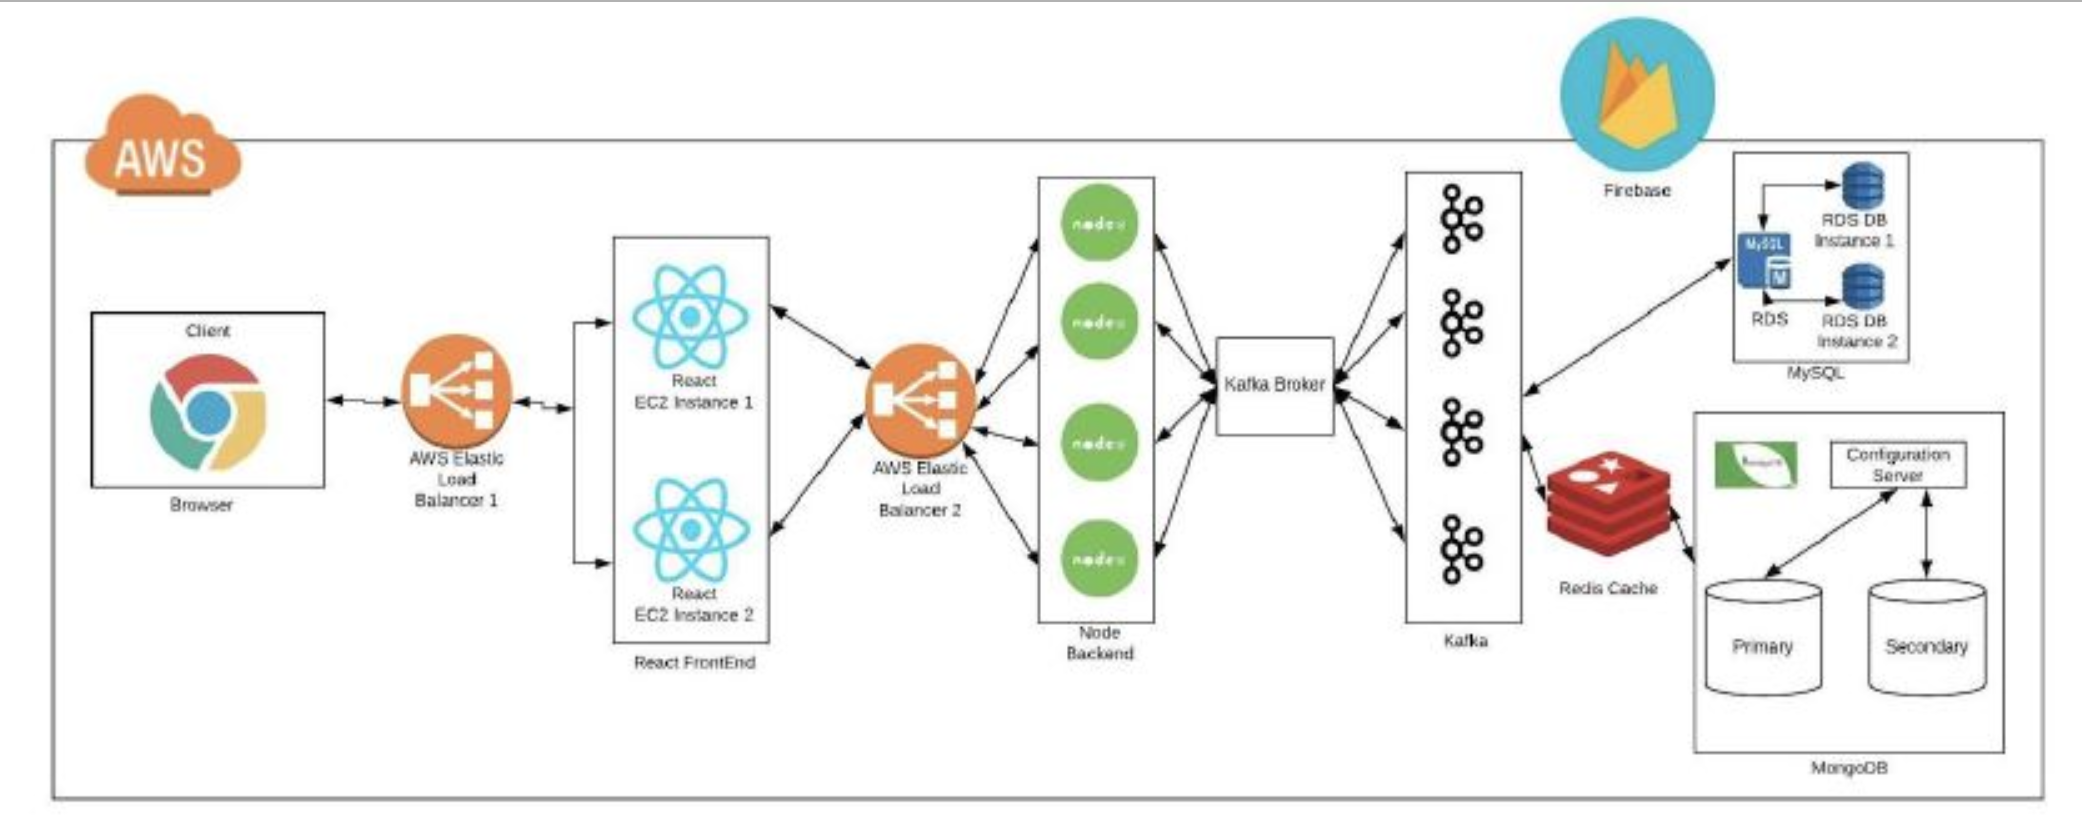 AWS
Client
Browser
AWS Elastic
Load
Balancer 1
React
EC2 Instance 1
React
EC2 Instance 2
React FrontEnd
AWS Elastic
Load
Balancer 2
node
node
node
node
Node
Backend
Kafka Broker
Kafka
Firebase
MySQL
RDS
RDS DB
Instance 1
RDS DB
Instance 2
MySQL
Redis Cache
Configuration
Server
Primary
Secondary
MongoDB